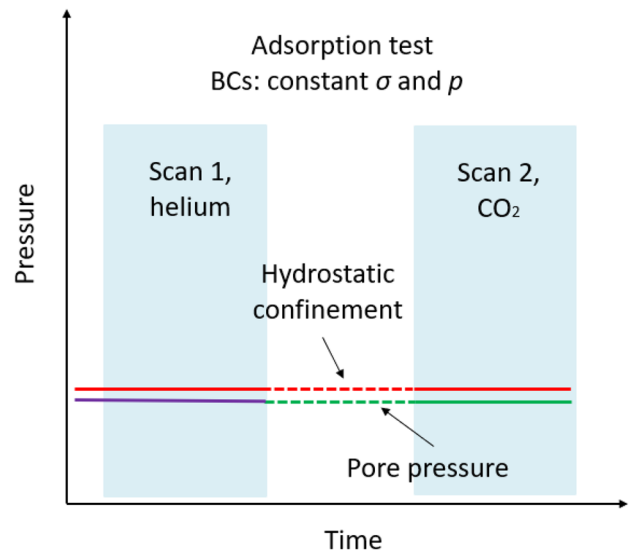 Adsorption test
BCs: constant σ and p
Scan 1,
helium
Scan 2,
CO₂
Hydrostatic
confinement
Pore pressure
Pressure
Time